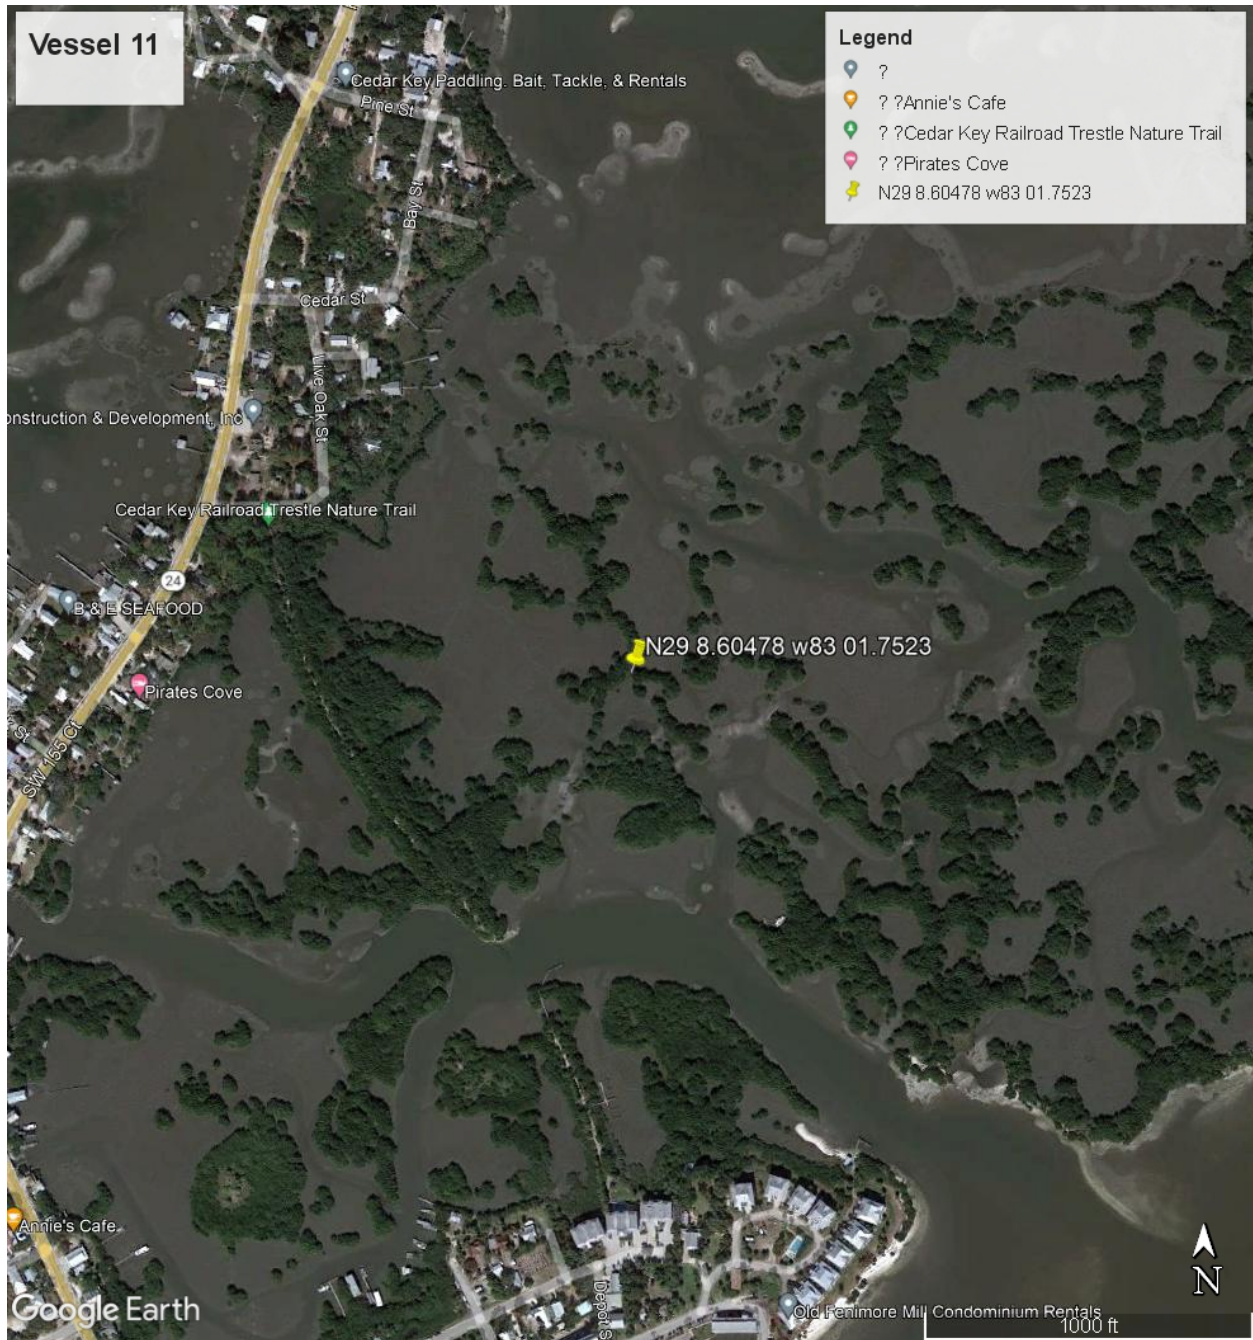 Vessel 11
Legend
?
? ?Annie's Cafe
? ?Cedar Key Railroad Trestle Nature Trail
? ?Pirates Cove
N29 8.60478 w83 01.7523
Cedar Key Paddling. Bait, Tackle, & Rentals
Pine St
Bay St
Cedar St
Live Oak St
onstruction & Development, Inc
Cedar Key Railroad Trestle Nature Trail
24
B & E SEAFOOD
N29 8.60478 w83 01.7523
Pirates Cove
St
SW 155 Ct
Annie's Cafe
Depot S
Old Fenimore Mill Condominium Rentals
Google Earth
1000 ft
N